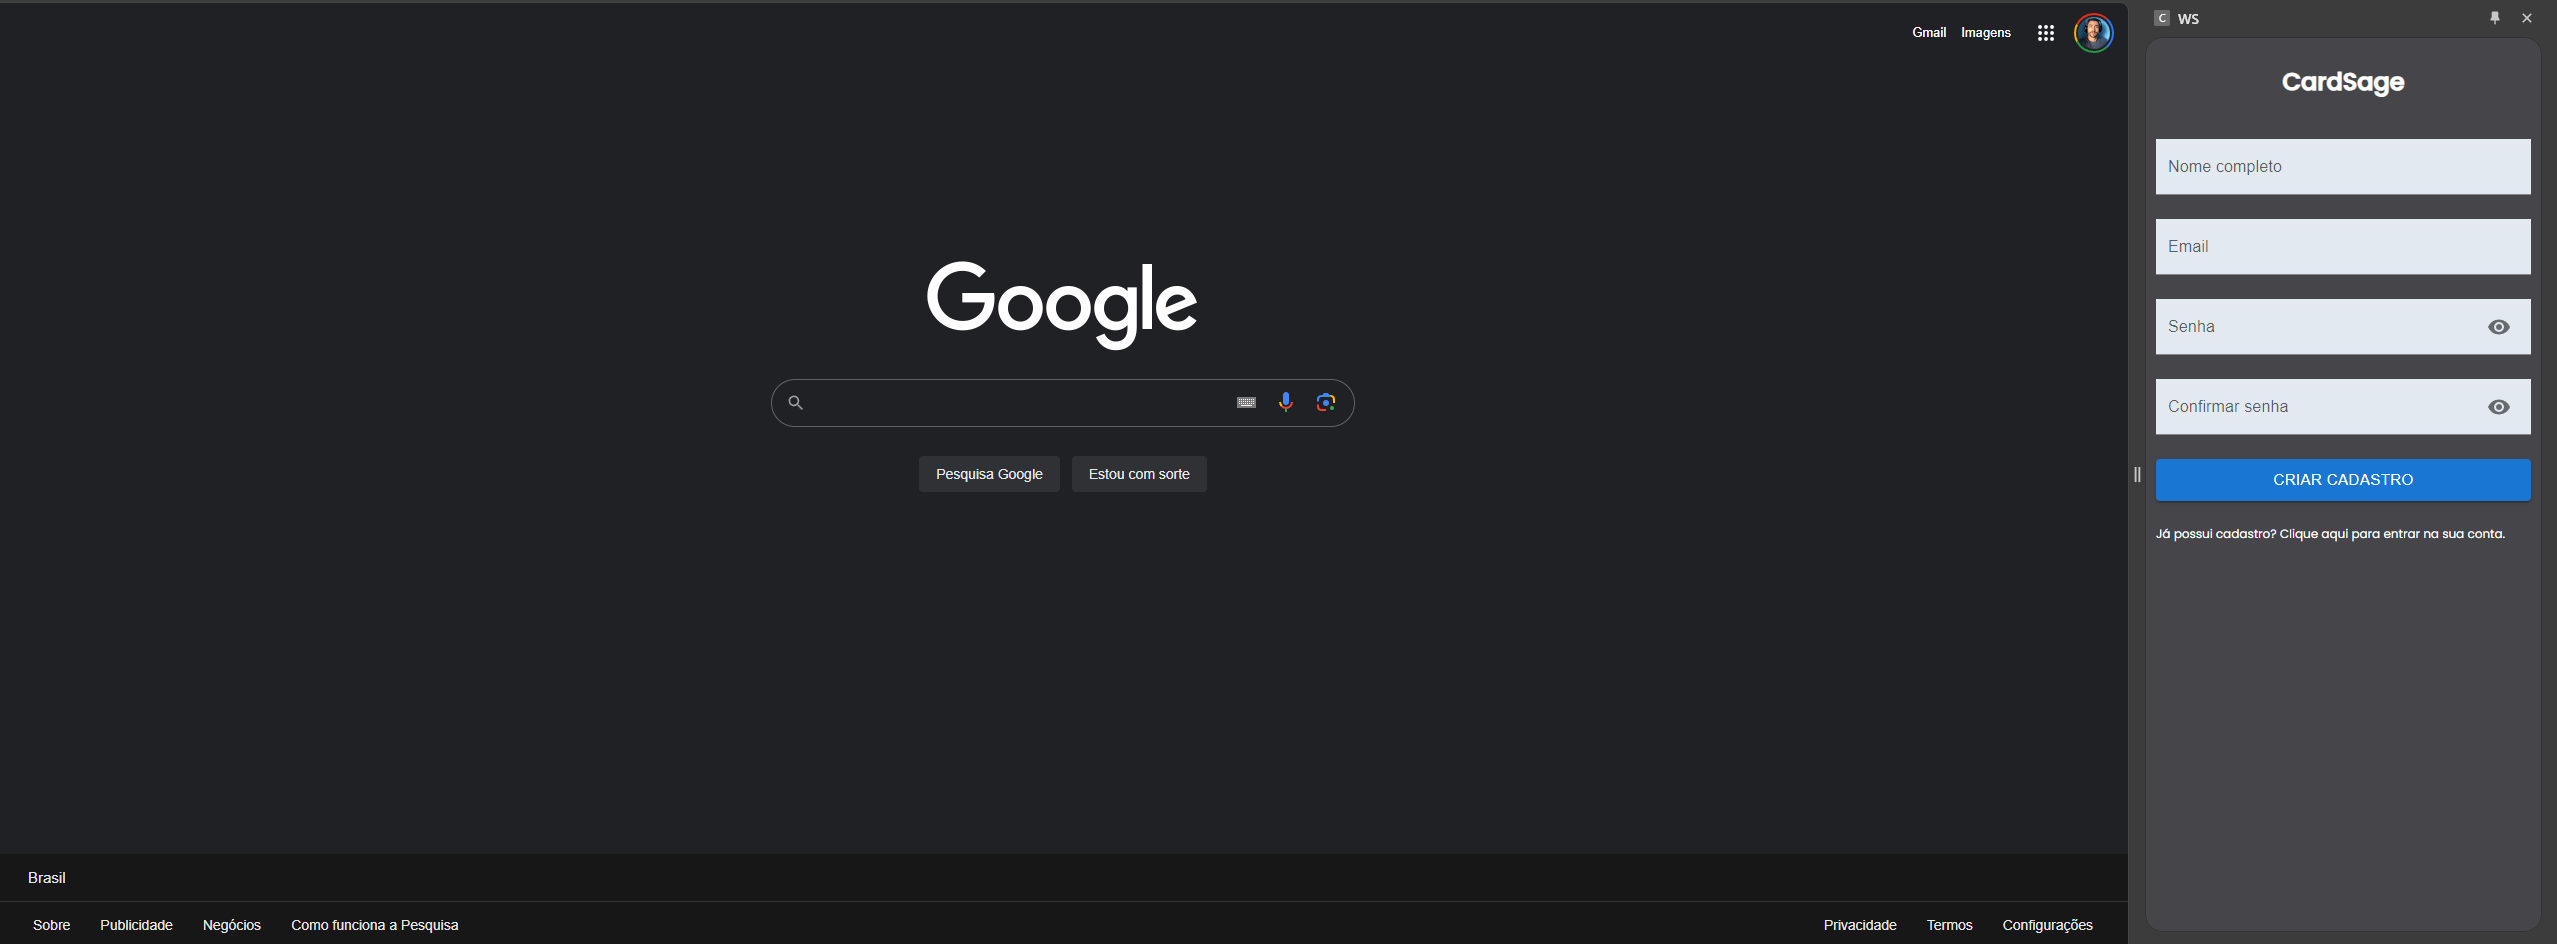 Gmail Imagens
Google
Pesquisa Google Estou com sorte
Brasil
Sobre Publicidade Negócios Como funciona a Pesquisa
Privacidade Termos Configurações
C WS
CardSage
Nome completo
Email
Senha
Confirmar senha
CRIAR CADASTRO
Já possui cadastro? Clique aqui para entrar na sua conta.